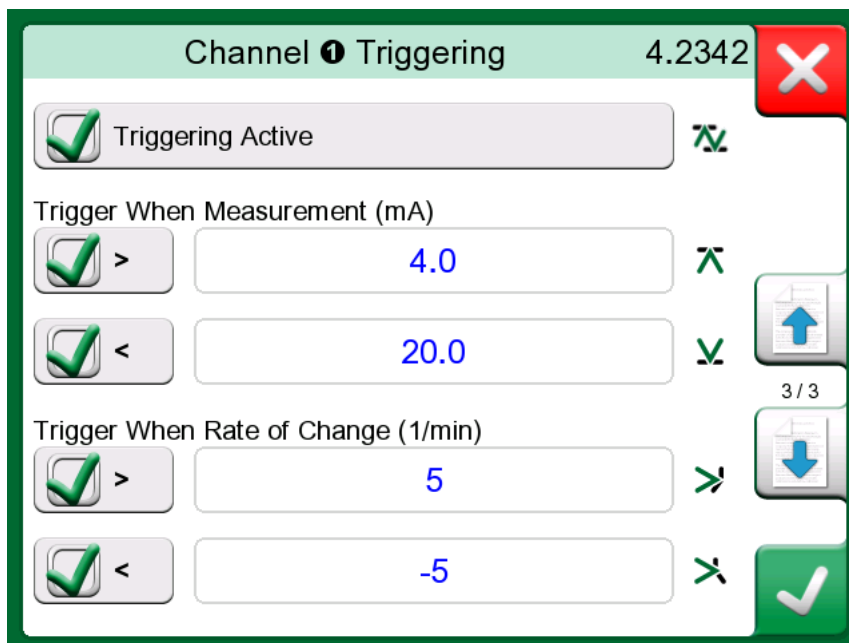 Channel ❶ Triggering 4.2342
Triggering Active
Trigger When Measurement (mA)
> 4.0
< 20.0
3 / 3
Trigger When Rate of Change (1/min)
> 5
< -5